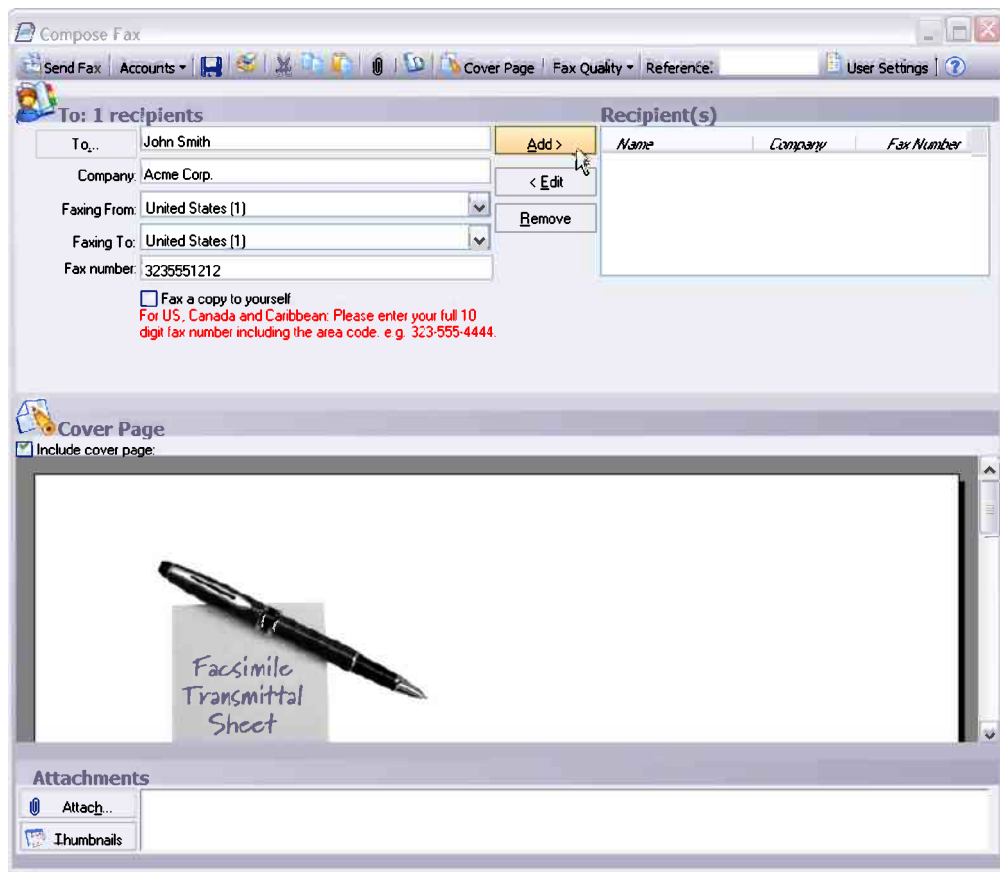 Compose Fax
Send Fax Accounts Cover Page Fax Quality Reference: User Settings ?
To: 1 recipients Recipient(s)
To... John Smith Add > Name Company Fax Number
Company: Acme Corp. < Edit
Faxing From: United States (1) Remove
Faxing To: United States (1)
Fax number: 3235551212
Fax a copy to yourself
For US, Canada and Caribbean: Please enter your full 10
digit fax number including the area code. e.g. 323-555-4444.
Cover Page
Include cover page:
Facsimile
Transmittal
Sheet
Attachments
Attach...
Thumbnails